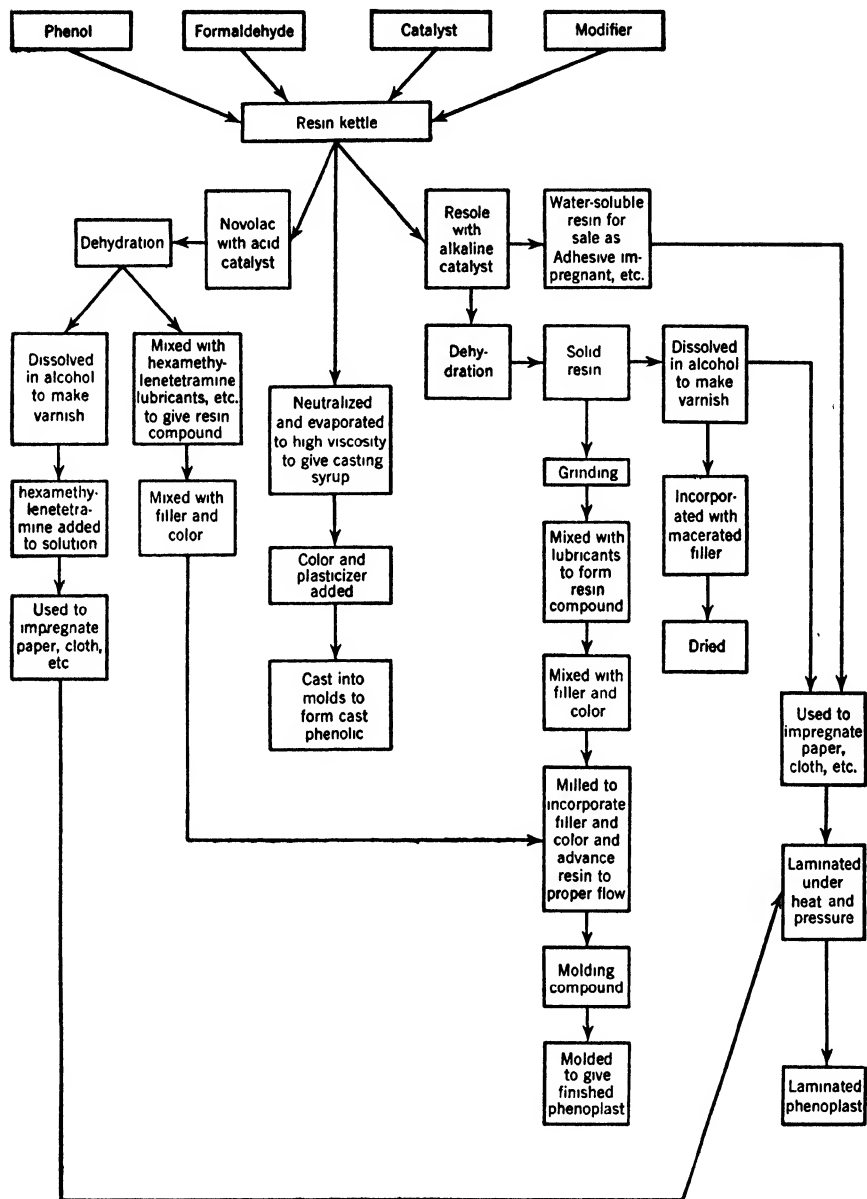 Phenol
Formaldehyde
Catalyst
Modifier
Resin kettle
Novolac
with acid
catalyst
Dehydration
Resole
with
alkaline
catalyst
Water-soluble
resin for
sale as
Adhesive im-
pregnant, etc.
Dissolved
in alcohol
to make
varnish
Mixed with
hexamethy-
lenetetramine
lubricants, etc.
to give resin
compound
Neutralized
and evaporated
to high viscosity
to give casting
syrup
Dehy-
dration
Solid
resin
Dissolved
in alcohol
to make
varnish
hexamethy-
lenetetra-
mine added
to solution
Mixed with
filler and
color
Color and
plasticizer
added
Grinding
Incorpor-
ated with
macerated
filler
Used to
impregnate
paper, cloth,
etc
Cast into
molds to
form cast
phenolic
Mixed with
lubricants
to form
resin
compound
Dried
Mixed with
filler and
color
Used to
impregnate
paper,
cloth, etc.
Milled to
incorporate
filler and
color and
advance
resin to
proper flow
Laminated
under
heat and
pressure
Molding
compound
Molded
to give
finished
phenoplast
Laminated
phenoplast